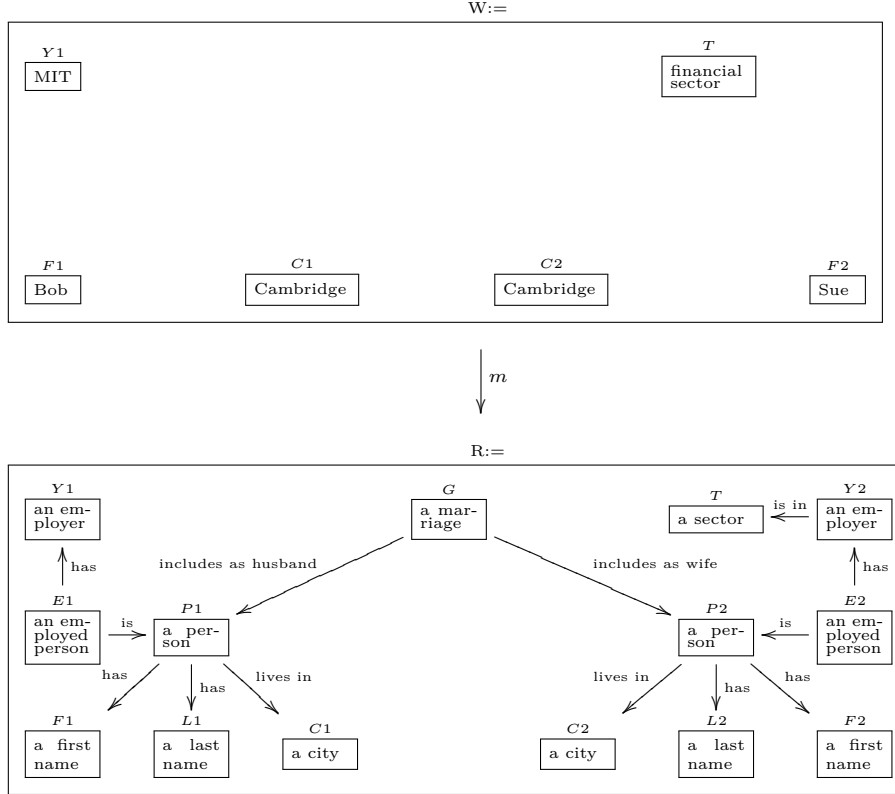 W:=
Y1
T
MIT
financial
sector
F1
C1
C2
F2
Bob
Cambridge
Cambridge
Sue
m
R:=
Y1
G
T
Y2
an em-
ployer
a mar-
riage
a sector
is in
an em-
ployer
has
includes as husband
includes as wife
has
E1
P1
P2
E2
an em-
ployed
person
is
a per-
son
a per-
son
is
an em-
ployed
person
has
has
lives in
lives in
has
has
F1
L1
C1
C2
L2
F2
a first
name
a last
name
a city
a city
a last
name
a first
name